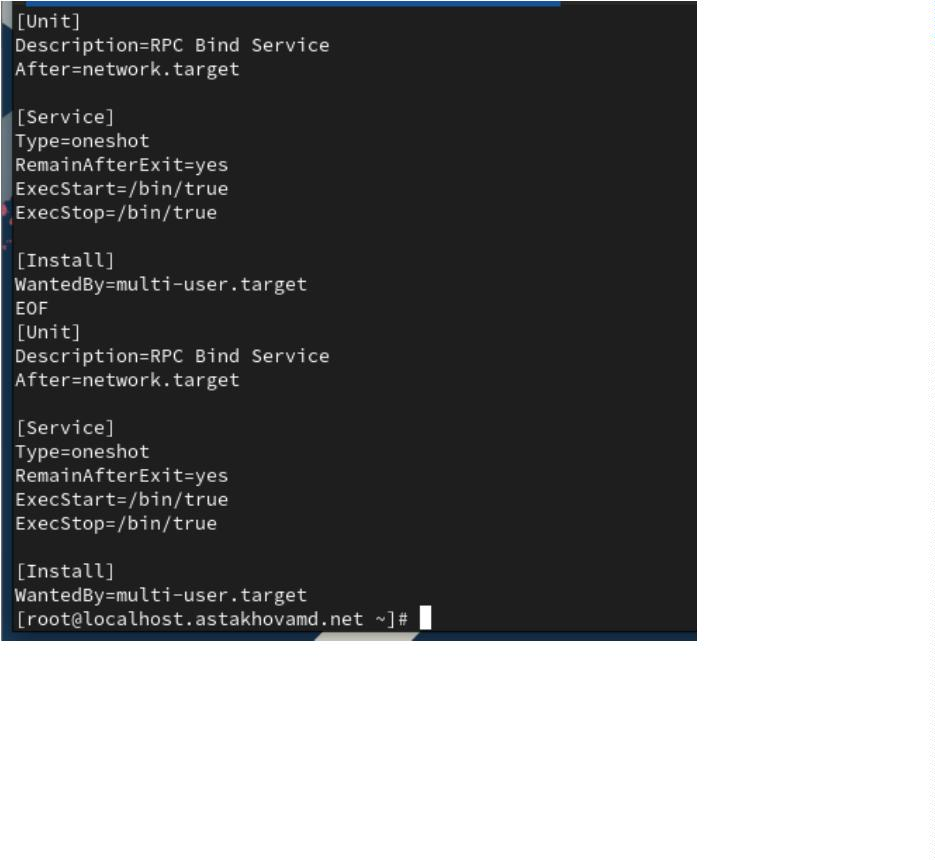 [Unit]
Description=RPC Bind Service
After=network.target
[Service]
Type=oneshot
RemainAfterExit=yes
ExecStart=/bin/true
ExecStop=/bin/true
[Install]
WantedBy=multi-user.target
EOF
[Unit]
Description=RPC Bind Service
After=network.target
[Service]
Type=oneshot
RemainAfterExit=yes
ExecStart=/bin/true
ExecStop=/bin/true
[Install]
WantedBy=multi-user.target
[root@localhost.astakhovamd.net ~]#